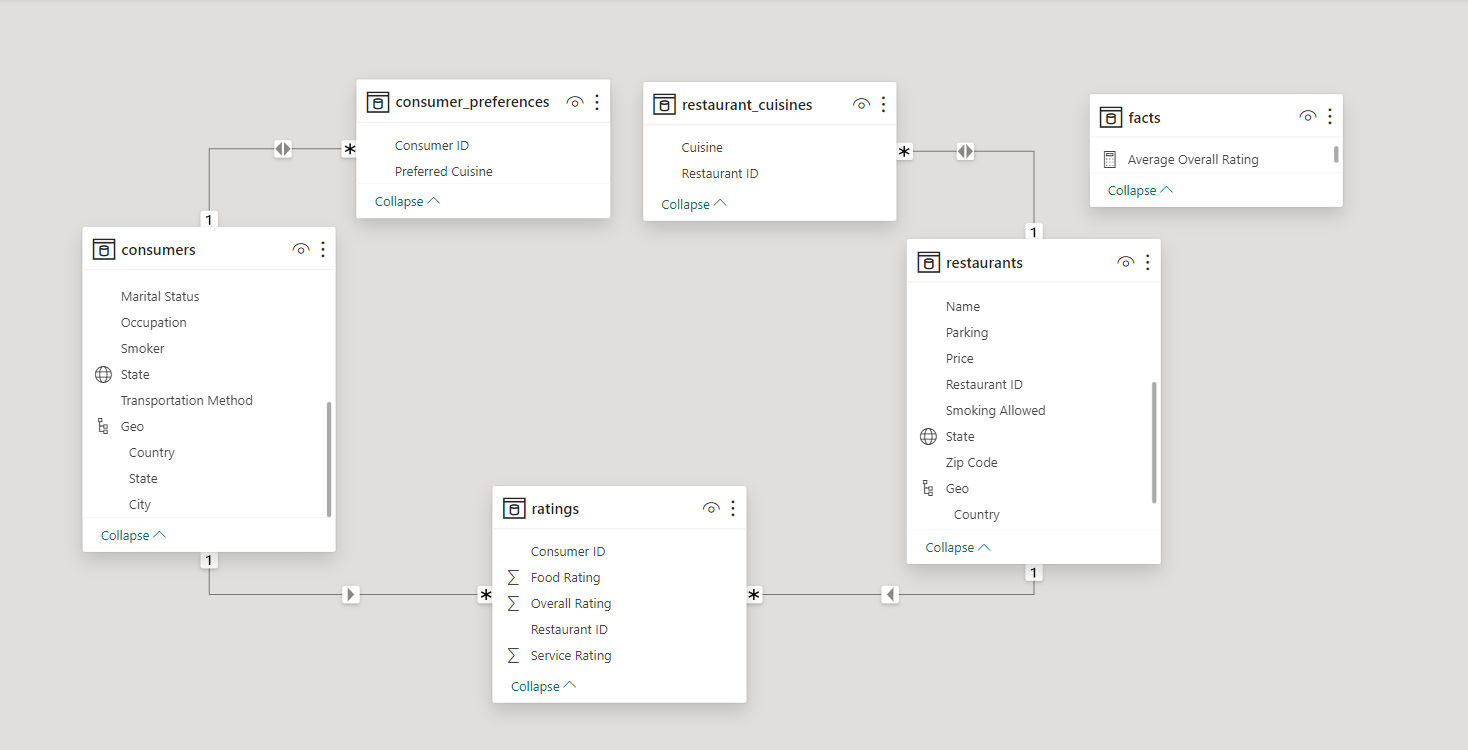 consumer_preferences
Consumer ID
Preferred Cuisine
Collapse
*
1
restaurant_cuisines
Cuisine
Restaurant ID
Collapse
*
1
facts
Average Overall Rating
Collapse
consumers
Marital Status
Occupation
Smoker
State
Transportation Method
Geo
Country
State
City
Collapse
1
*
restaurants
Name
Parking
Price
Restaurant ID
Smoking Allowed
State
Zip Code
Geo
Country
Collapse
1
*
ratings
Consumer ID
Food Rating
Overall Rating
Restaurant ID
Service Rating
Collapse